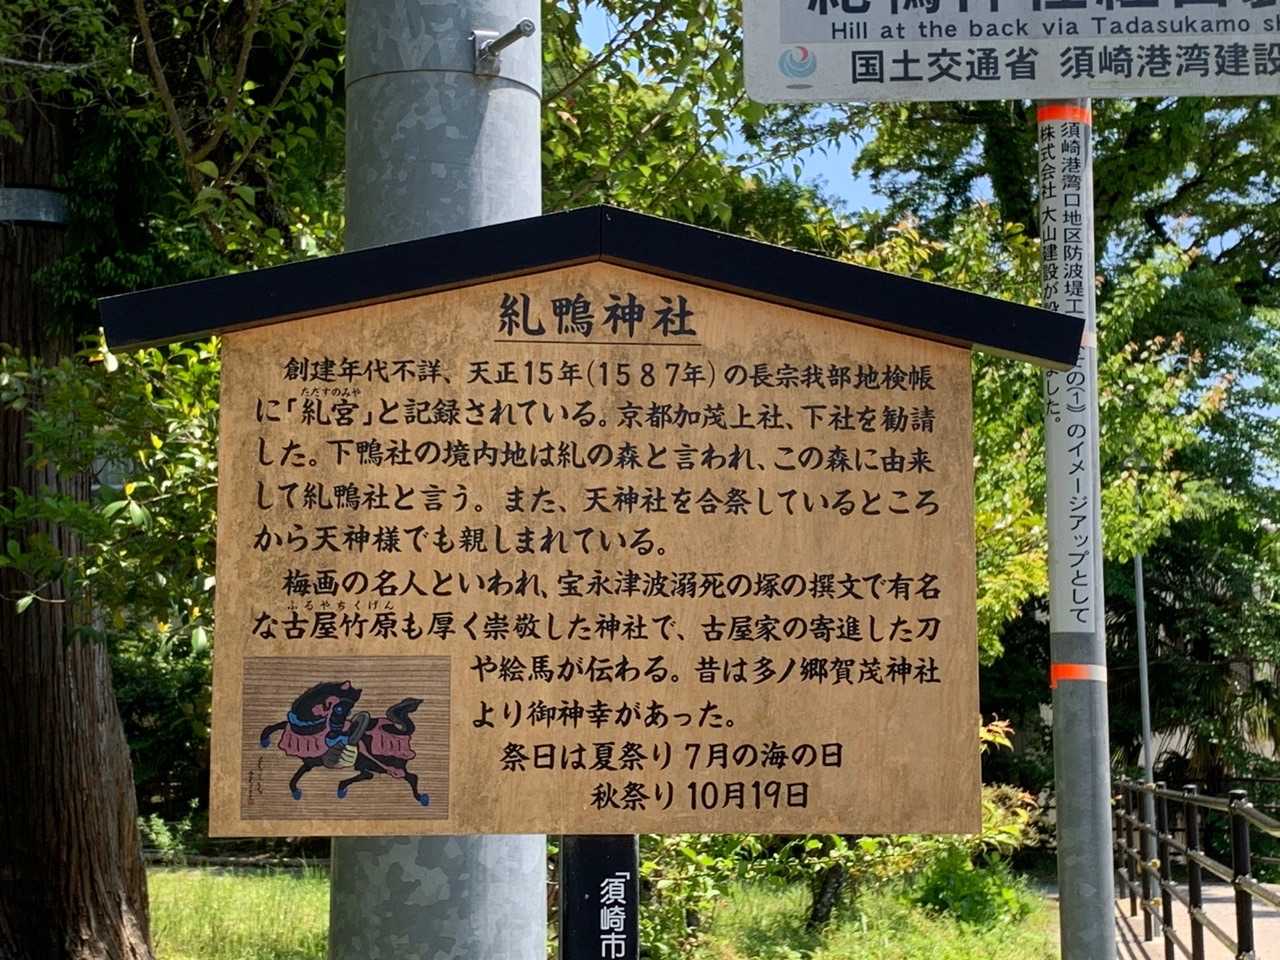 糺鴨神社
創建年代不詳、天正15年(1587年)の長宗我部地検帳
ただすのみや
に「糺宮」と記録されている。京都加茂上社、下社を勧請
した。下鴨社の境内地は糺の森と言われ、この森に由来
して糺鴨社と言う。また、天神社を合祭しているところ
から天神様でも親しまれている。
梅画の名人といわれ、宝永津波溺死の塚の撰文で有名
ふるやちくげん
な古屋竹原も厚く崇敬した神社で、古屋家の寄進した刀
や絵馬が伝わる。昔は多ノ郷賀茂神社
より御神幸があった。
祭日は夏祭り 7月の海の日
秋祭り 10月19日
Hill at the back via Tadasukamo
国土交通省 須崎港湾建設
須崎港湾口地区防波堤工
の(1)》のイメージアップとして
株式会社 大山建設が
ました。
「須崎市